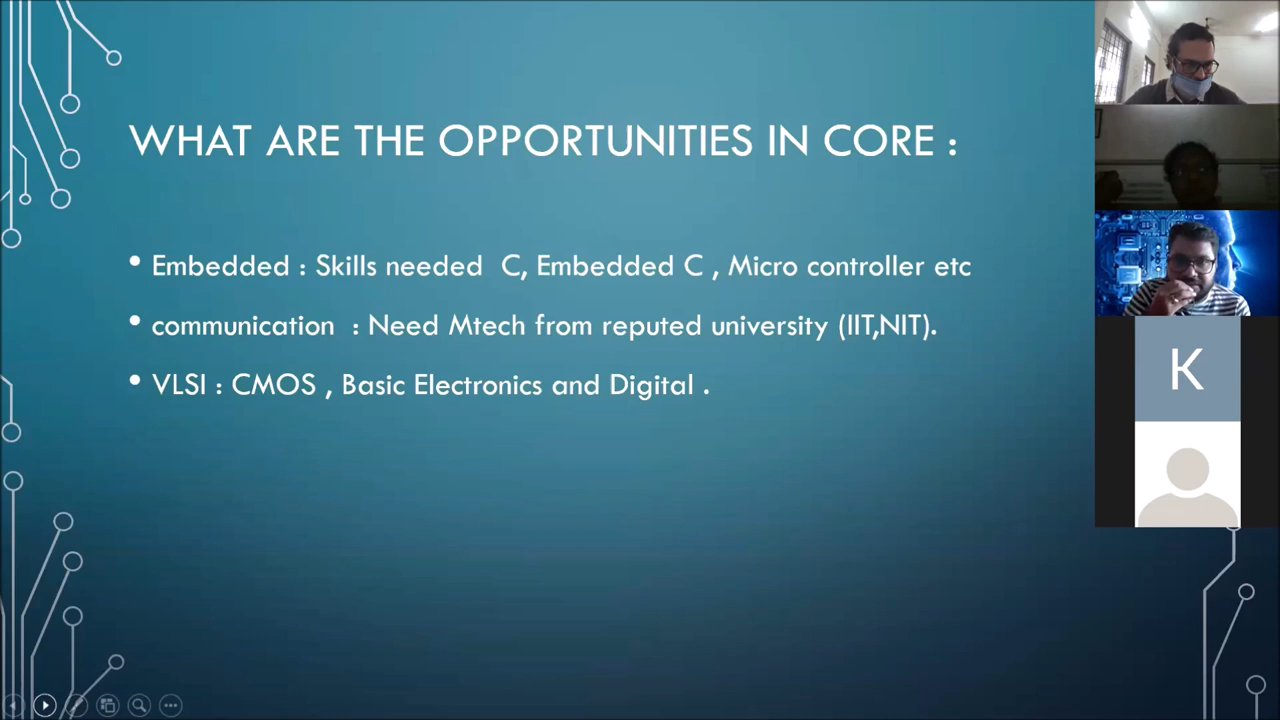 WHAT ARE THE OPPORTUNITIES IN CORE :
• Embedded : Skills needed  C, Embedded C , Micro controller etc
• communication  : Need Mtech from reputed university (IIT,NIT).
• VLSI : CMOS , Basic Electronics and Digital .
K